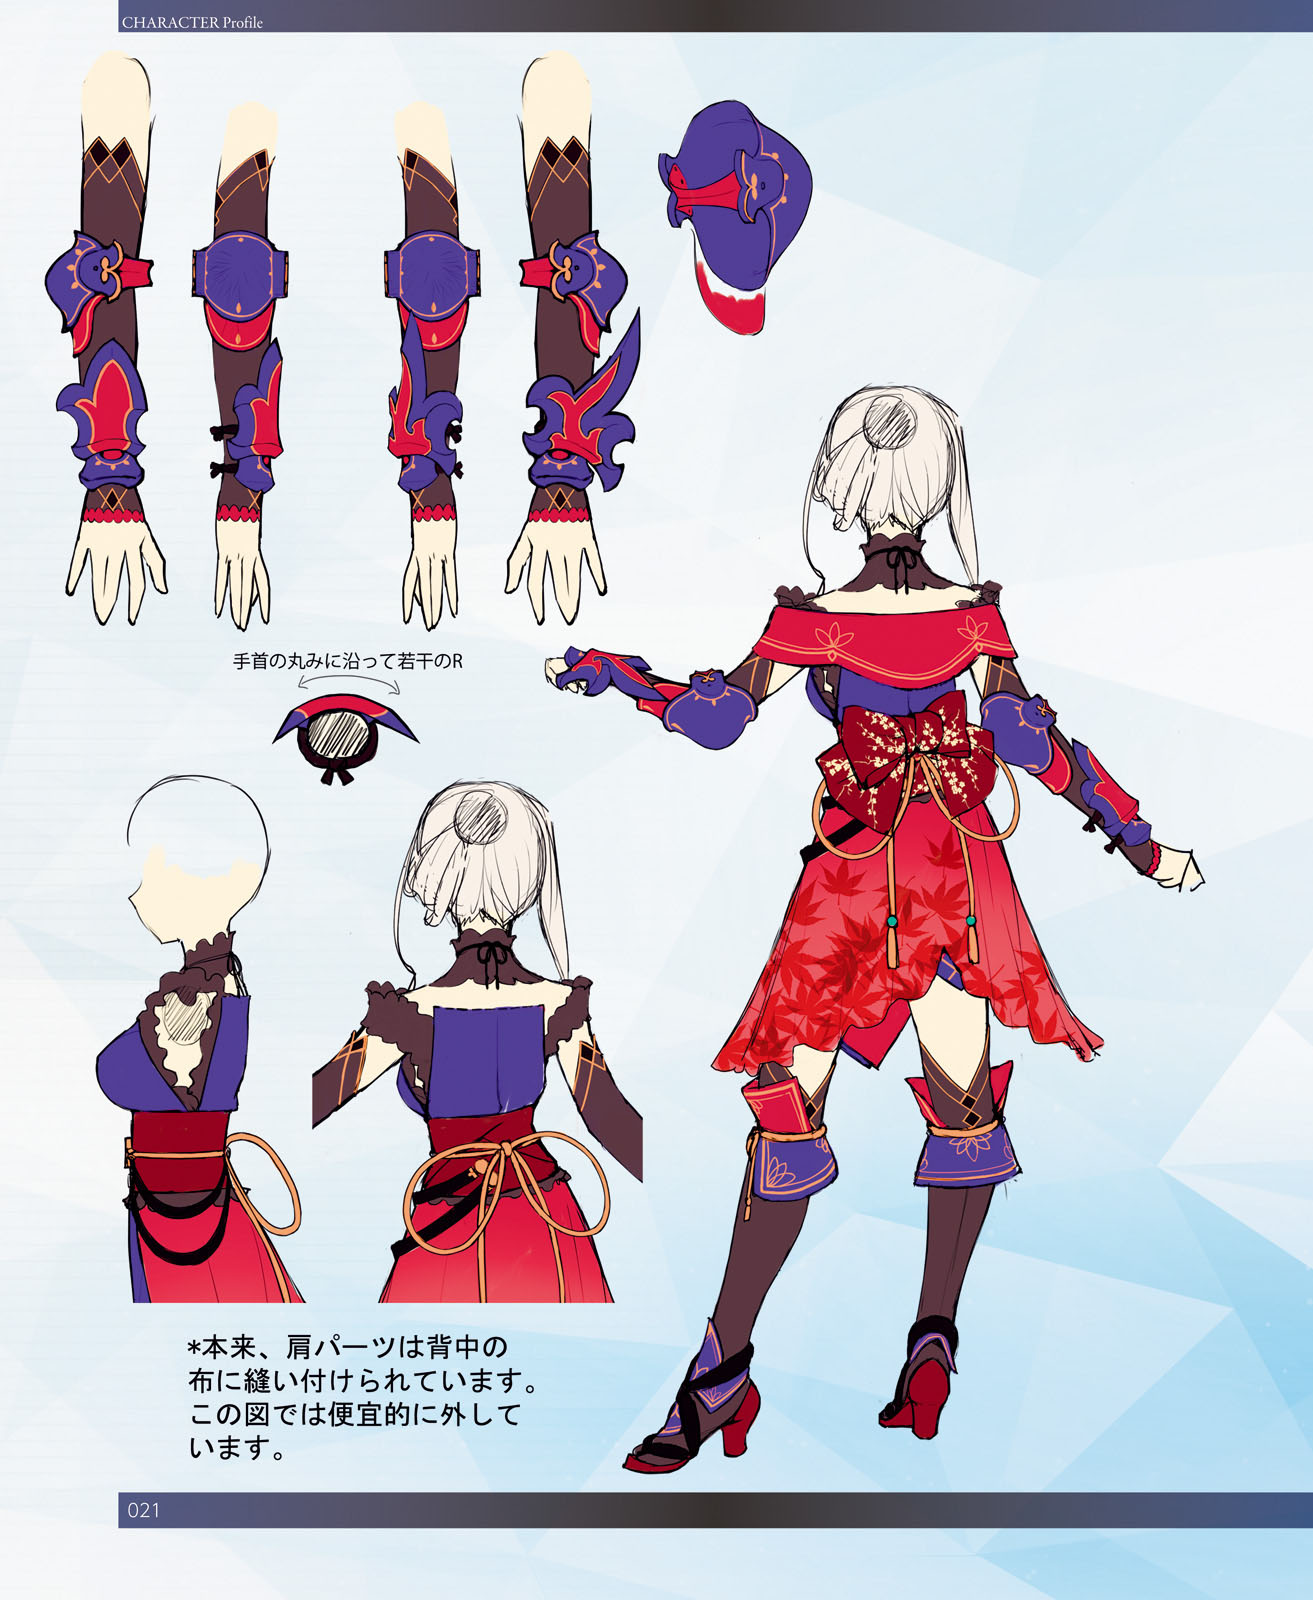 CHARACTER Profile
手首の丸みに沿って若干のR
*本来、肩パーツは背中の
布に縫い付けられています。
この図では便宜的に外して
います。
021